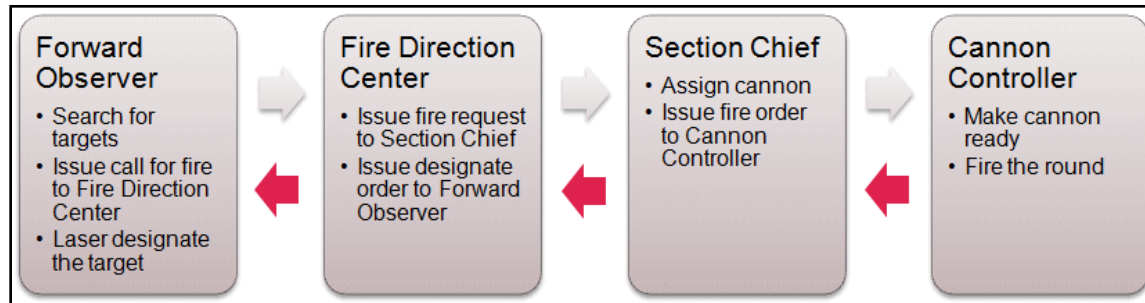 Forward
Observer
• Search for
targets
• Issue call for fire
to Fire Direction
Center
• Laser designate
the target
Fire Direction
Center
• Issue fire request
to Section Chief
• Issue designate
order to Forward
Observer
Section Chief
• Assign cannon
• Issue fire order
to Cannon
Controller
Cannon
Controller
• Make cannon
ready
• Fire the round